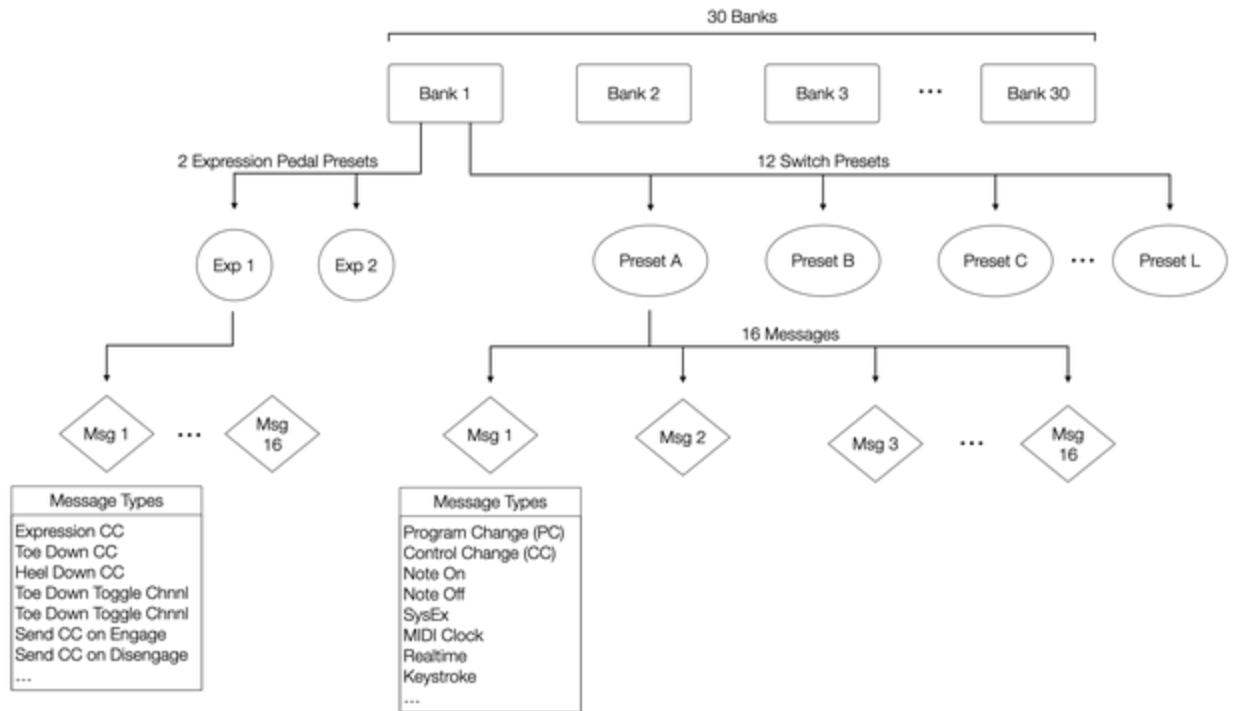 30 Banks
Bank 1
Bank 2
Bank 3
...
Bank 30
2 Expression Pedal Presets
12 Switch Presets
Exp 1
Exp 2
Preset A
Preset B
Preset C
...
Preset L
16 Messages
Msg 1
...
Msg
16
Msg 1
Msg 2
Msg 3
...
Msg
16
Message Types
Expression CC
Toe Down CC
Heel Down CC
Toe Down Toggle Chnnl
Toe Down Toggle Chnnl
Send CC on Engage
Send CC on Disengage
...
Message Types
Program Change (PC)
Control Change (CC)
Note On
Note Off
SysEx
MIDI Clock
Realtime
Keystroke
...